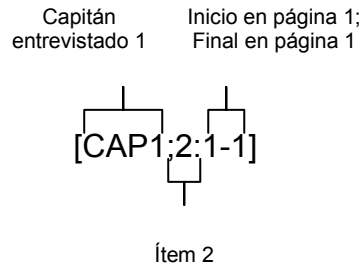 Capitán
entrevistado 1
Inicio en página 1;
Final en página 1
[CAP1;2:1-1]
Ítem 2